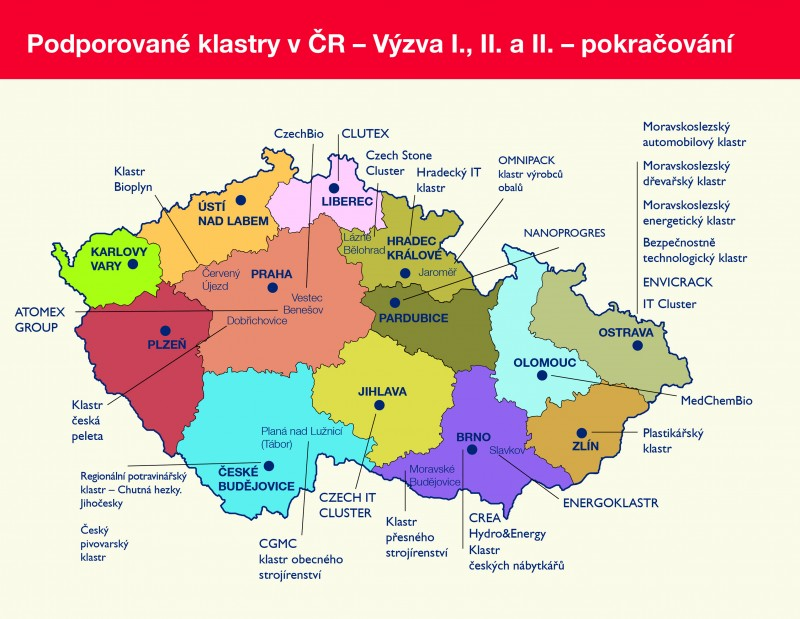 Podporované klastry v ČR – Výzva I., II. a II. – pokračování
CzechBio
CLUTEX
Moravskoslezský
automobilový klastr
Moravskoslezský
dřevařský klastr
Moravskoslezský
energetický klastr
Bezpečnostně
technologický klastr
ENVICRACK
IT Cluster
Czech Stone
Cluster
Hradecký IT
klastr
OMNIPACK
klastr výrobců
obalů
Klastr
Bioplyn
NANOPROGRES
ÚSTÍ
NAD LABEM
LIBEREC
KARLOVY
VARY
Lázně
Bělohrad
HRADEC
KRÁLOVÉ
Jaroměř
Červený
Újezd
PRAHA
Vestec
Benešov
Dobřichovice
ATOMEX
GROUP
PLZEŇ
PARDUBICE
OSTRAVA
OLOMOUC
JIHLAVA
MedChemBio
Klastr
česká
peleta
Planá nad Lužnicí
(Tábor)
BRNO
Slavkov
ZLÍN
Plastikářský
klastr
ČESKÉ
BUDĚJOVICE
Moravské
Budějovice
Regionální potravinářský
klastr – Chutná hezky.
Jihočesky
Český
pivovarský
klastr
CZECH IT
CLUSTER
CGMC
klastr obecného
strojírenství
Klastr
přesného
strojírenství
CREA
Hydro&Energy
Klastr
českých nábytkářů
ENERGOKLASTR